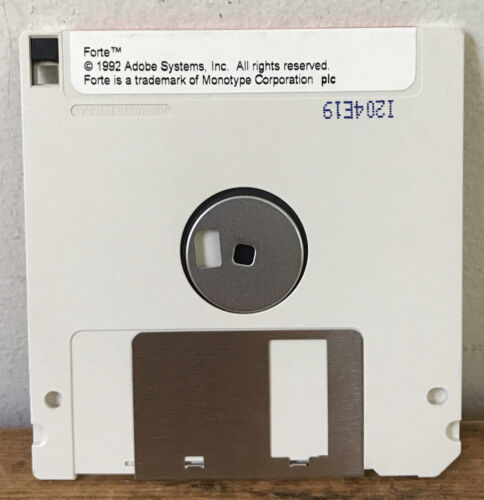 Forte™
© 1992 Adobe Systems, Inc. All rights reserved.
Forte is a trademark of Monotype Corporation plc
I204E19